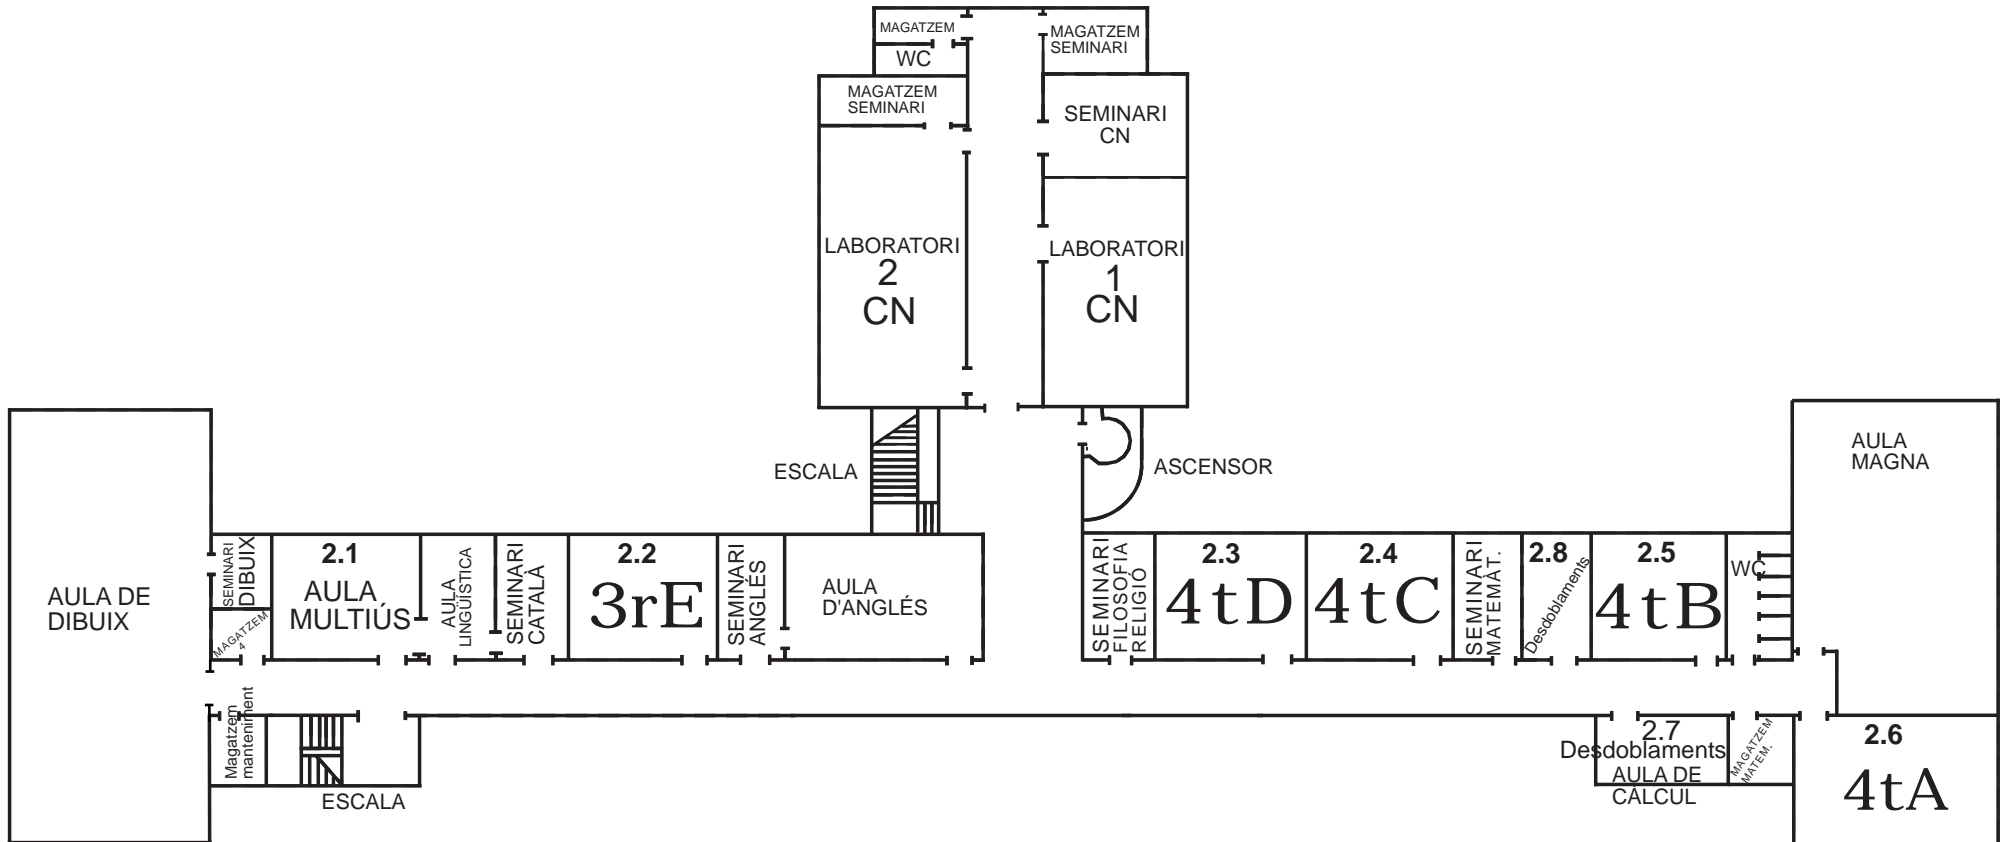 MAGATZEM
WC
MAGATZEM
SEMINARI
MAGATZEM
SEMINARI
SEMINARI
CN
LABORATORI
2
CN
LABORATORI
1
CN
ESCALA
ASCENSOR
AULA DE
DIBUIX
SEMINARI
DIBUIX
MAGATZEM
4
2.1
AULA
MULTIÚS
AULA
LINGÜISTICA
SEMINARI
CATALÀ
2.2
3rE
SEMINARI
ANGLÉS
AULA
D'ANGLÉS
SEMINARI
FILOSOFIA
RELIGIÓ
2.3
4tD
2.4
4tC
SEMINARI
MATEMÀT.
2.8
Desdoblaments
2.5
4tB
WC
AULA
MAGNA
Magatzem
manteniment
ESCALA
2.7
Desdoblaments
AULA DE
CÀLCUL
MAGATZEM
MATEM.
2.6
4tA